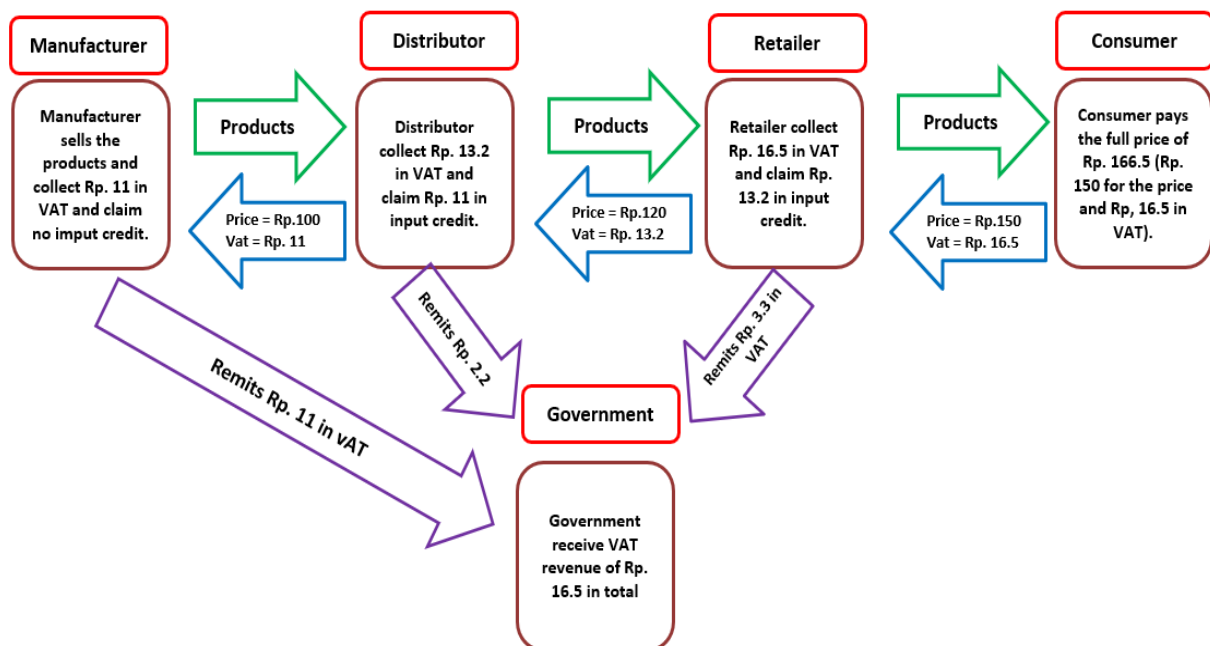 Manufacturer
Distributor
Retailer
Consumer
Manufacturer
sells the
products and
collect Rp. 11 in
VAT and claim
no imput credit.
Products
Price = Rp.100
Vat = Rp. 11
Distributor
collect Rp. 13.2
in VAT and
claim Rp. 11 in
input credit.
Products
Price = Rp.120
Vat = Rp. 13.2
Retailer collect
Rp. 16.5 in VAT
and claim Rp.
13.2 in input
credit.
Products
Price = Rp.150
Vat = Rp. 16.5
Consumer pays
the full price of
Rp. 166.5 (Rp.
150 for the price
and Rp, 16.5 in
VAT).
Remits Rp. 11 in vAT
Remits Rp. 2.2
Remits Rp. 3.3 in
VAT
Government
Government
receive VAT
revenue of Rp.
16.5 in total